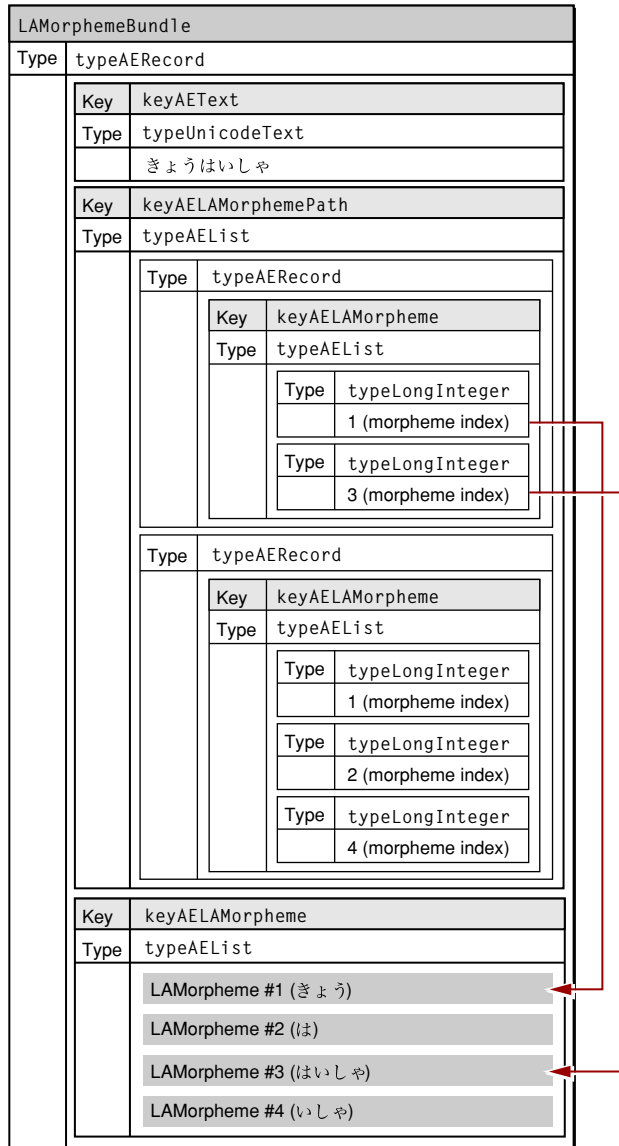 LAMorphemeBundle
Type typeAERecord
Key keyAEText
Type typeUnicodeText
きょうはいしゃ
Key keyAELAMorphemePath
Type typeAEList
Type typeAERecord
Key keyAELAMorpheme
Type typeAEList
Type typeLongInteger
1 (morpheme index)
Type typeLongInteger
3 (morpheme index)
Type typeAERecord
Key keyAELAMorpheme
Type typeAEList
Type typeLongInteger
1 (morpheme index)
Type typeLongInteger
2 (morpheme index)
Type typeLongInteger
4 (morpheme index)
Key keyAELAMorpheme
Type typeAEList
LAMorpheme #1 (きょう)
LAMorpheme #2 (は)
LAMorpheme #3 (はいしゃ)
LAMorpheme #4 (いしゃ)